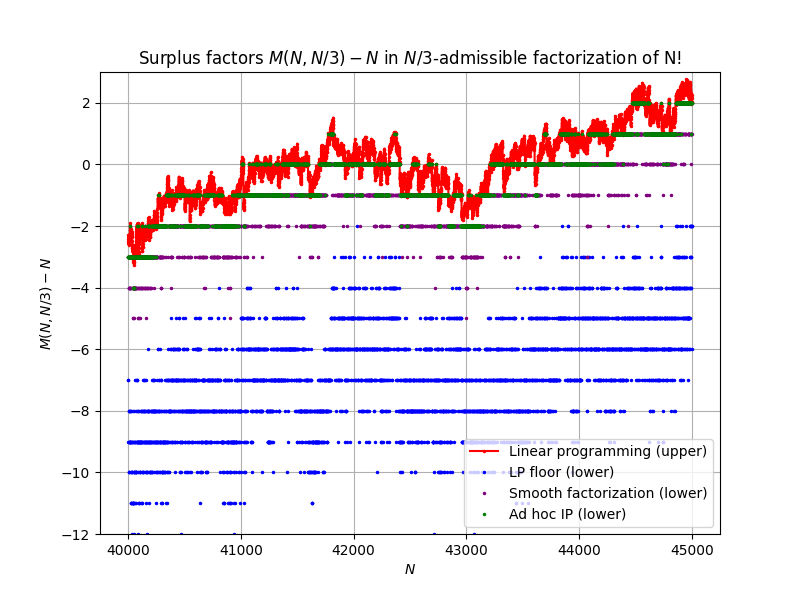 Surplus factors M(N, N/3) − N in N/3-admissible factorization of N!
M(N, N/3) − N
2
0
−2
−4
−6
−8
−10
−12
Linear programming (upper)
LP floor (lower)
Smooth factorization (lower)
Ad hoc IP (lower)
40000 41000 42000 43000 44000 45000
N